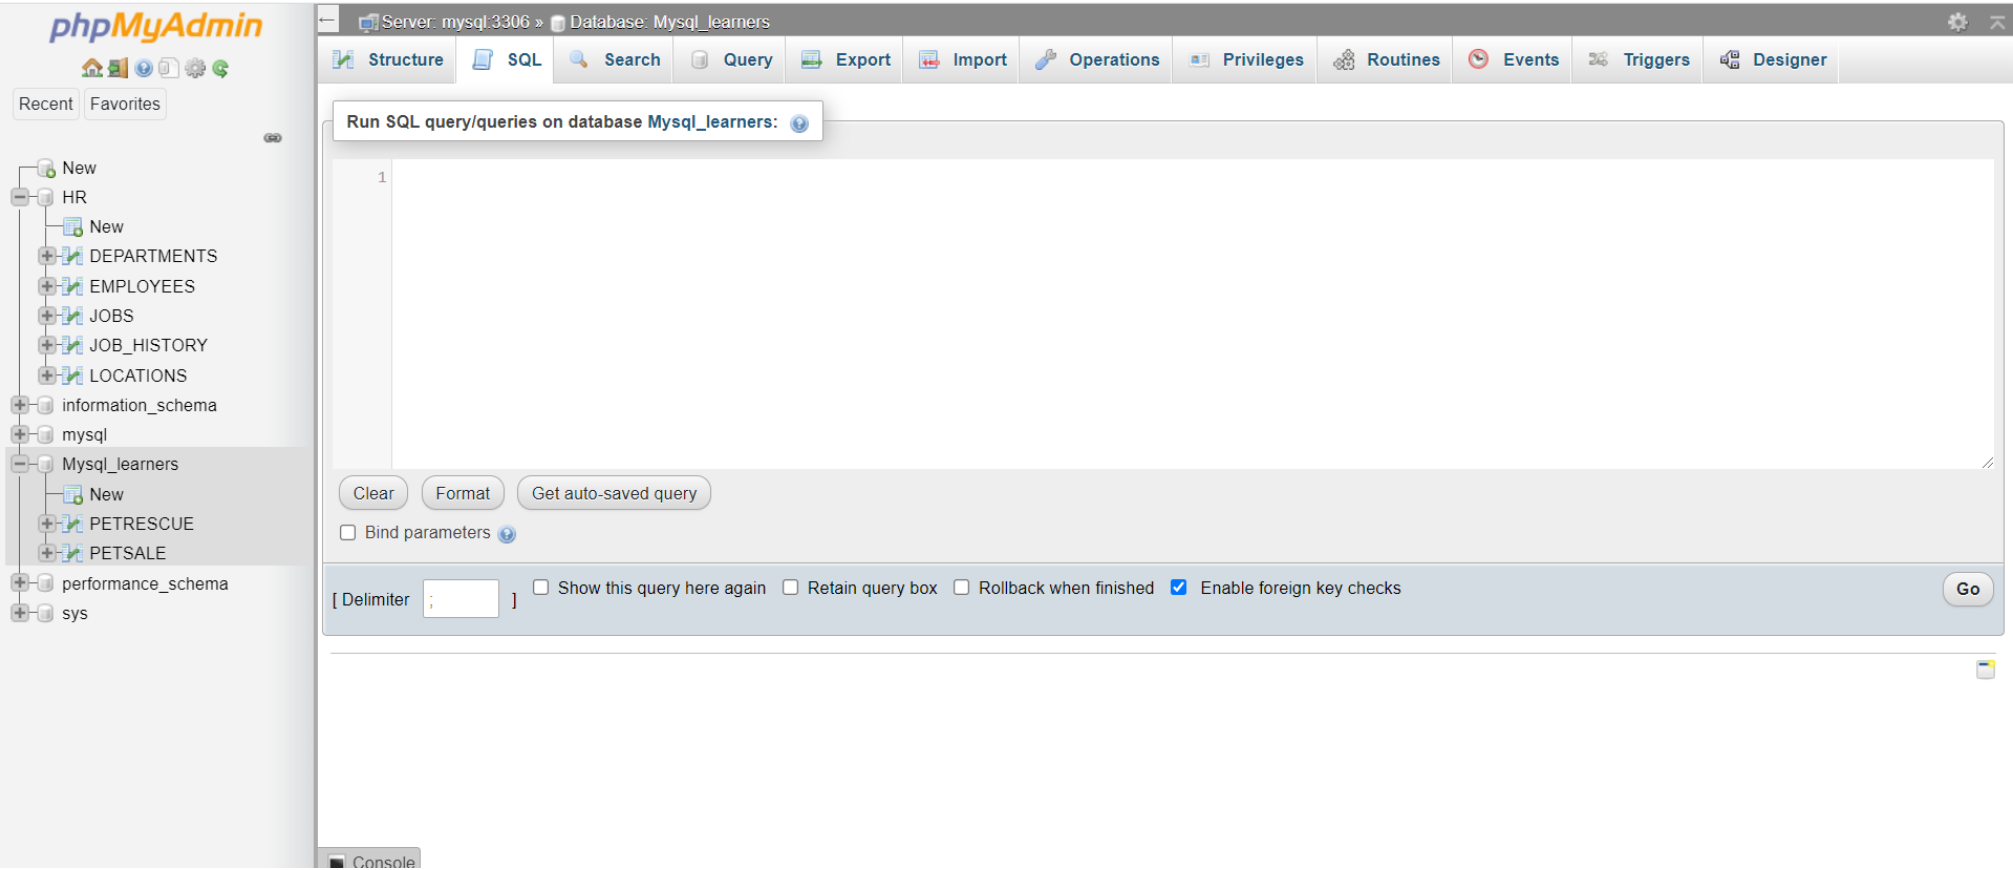 phpMyAdmin
Recent Favorites
New
HR
New
DEPARTMENTS
EMPLOYEES
JOBS
JOB_HISTORY
LOCATIONS
information_schema
mysql
Mysql_learners
New
PETRESCUE
PETSALE
performance_schema
sys
Server: mysql:3306 » Database: Mysql_learners
Structure SQL Search Query Export Import Operations Privileges Routines Events Triggers Designer
Run SQL query/queries on database Mysql_learners:
1
Clear Format Get auto-saved query
Bind parameters
[ Delimiter ; ] Show this query here again Retain query box Rollback when finished Enable foreign key checks Go
Console